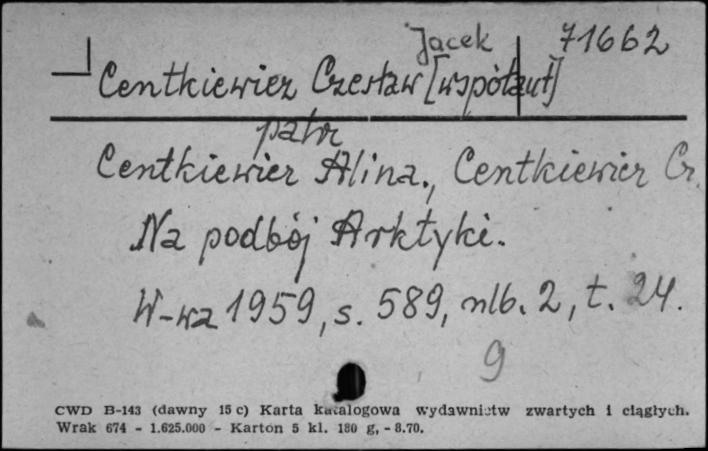 Jacek 71662
Centkiewicz Czesław [współaut]
patrz
Centkiewicz Alina., Centkiewicz Cz.
Na podbój Arktyki.
W-wa 1959, s. 589, nlb. 2, t. 24.
9
CWD B-143 (dawny 15 c) Karta katalogowa wydawnictw zwartych i ciągłych.
Wrak 674 - 1.625.000 - Karton 5 kl. 180 g, - 8.70.